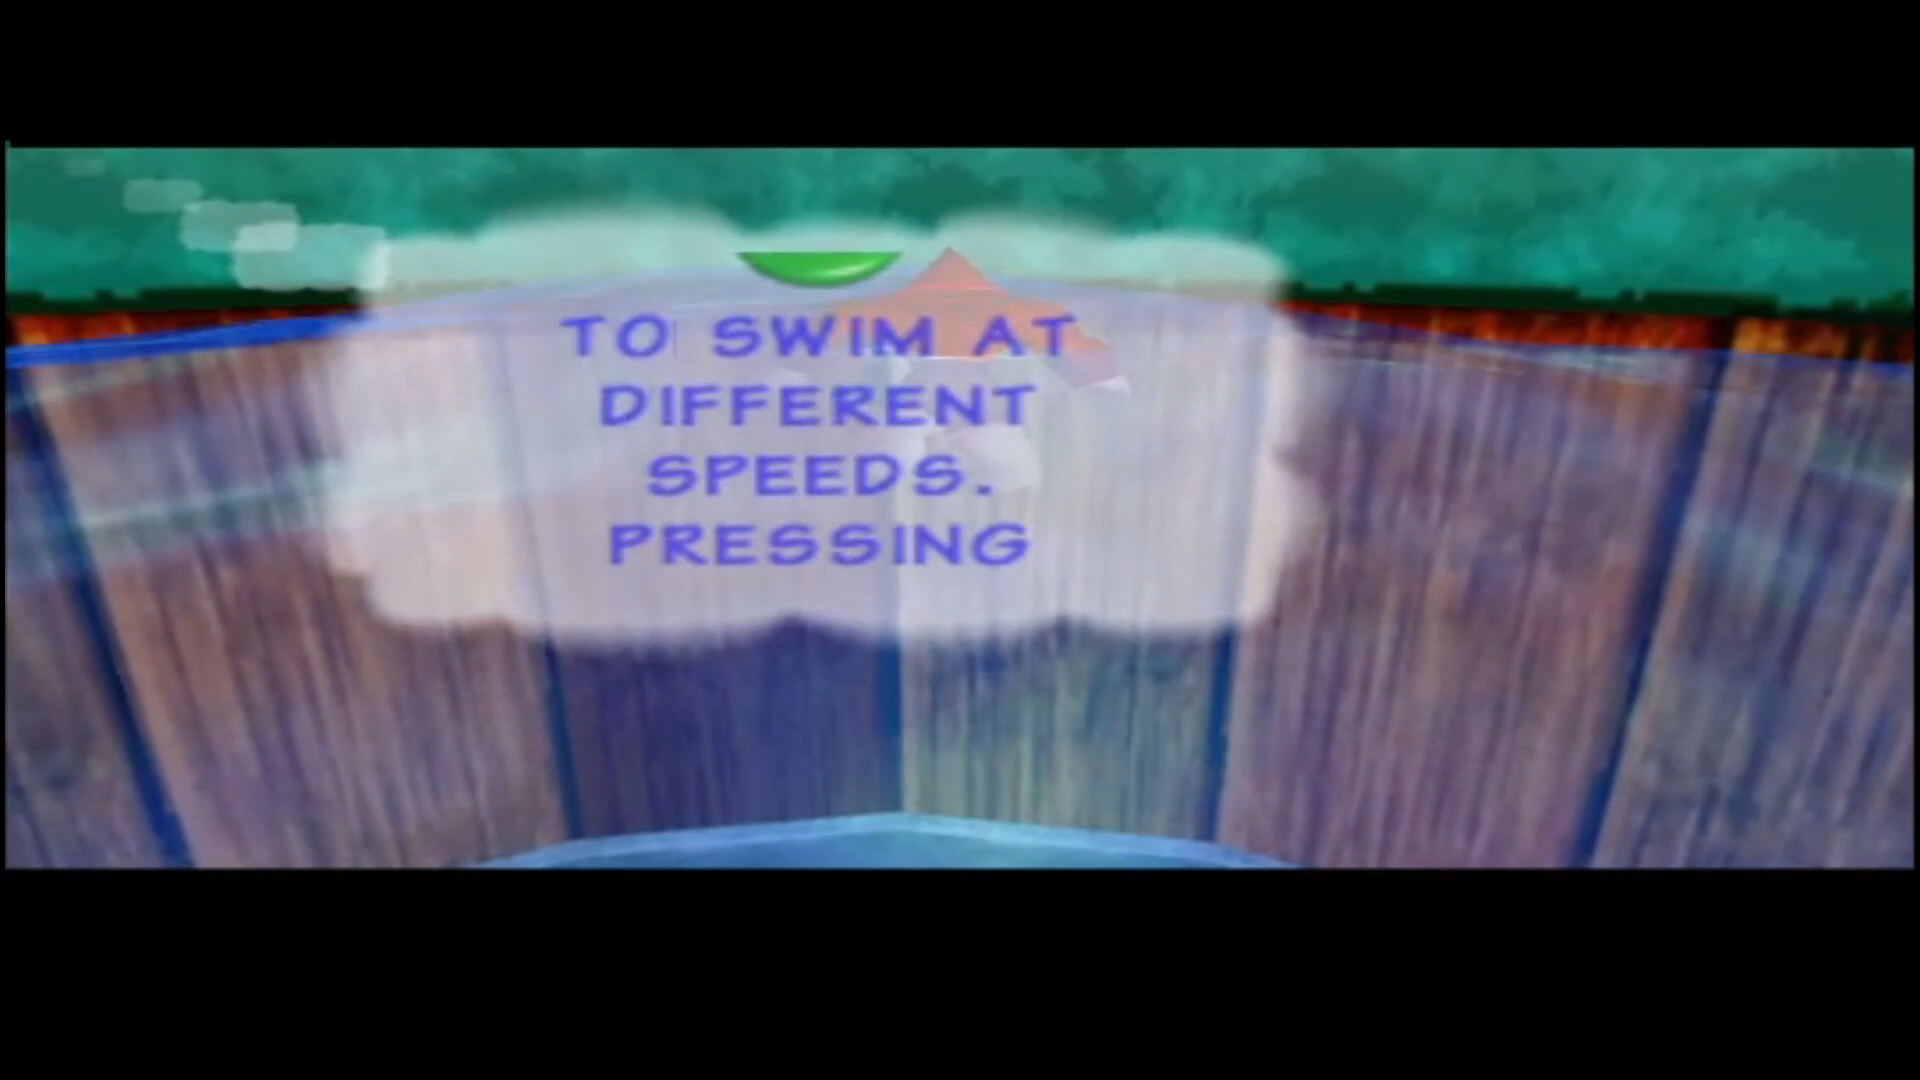 TO SWIM AT
DIFFERENT
SPEEDS.
PRESSING